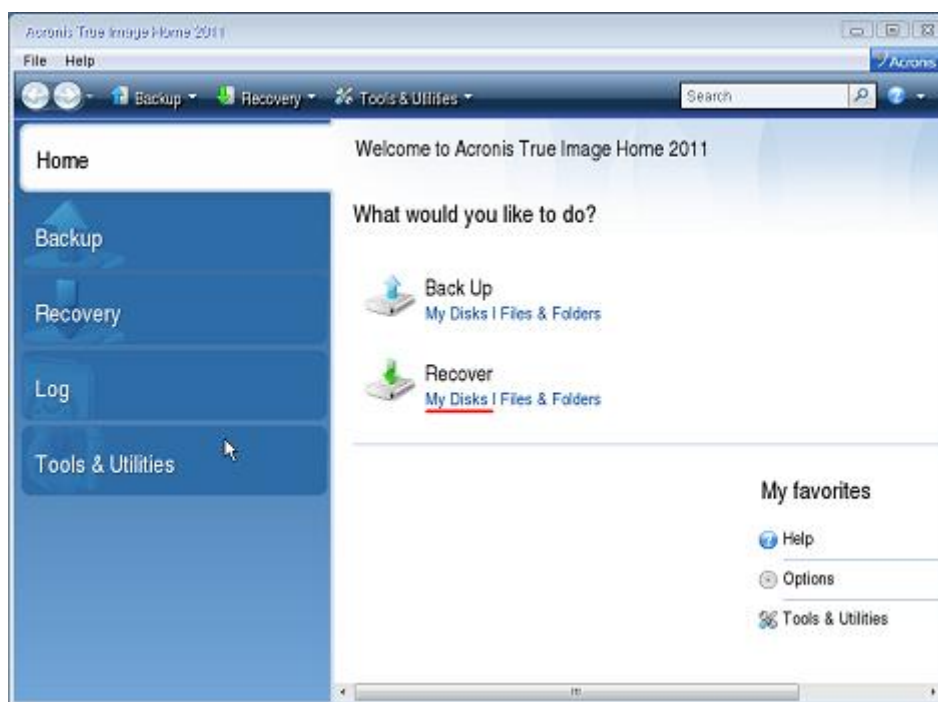 Acronis True Image Home 2011
File Help
Acronis
Backup Recovery Tools & Utilities Search
Home
Backup
Recovery
Log
Tools & Utilities
Welcome to Acronis True Image Home 2011
What would you like to do?
Back Up
My Disks | Files & Folders
Recover
My Disks | Files & Folders
My favorites
Help
Options
Tools & Utilities